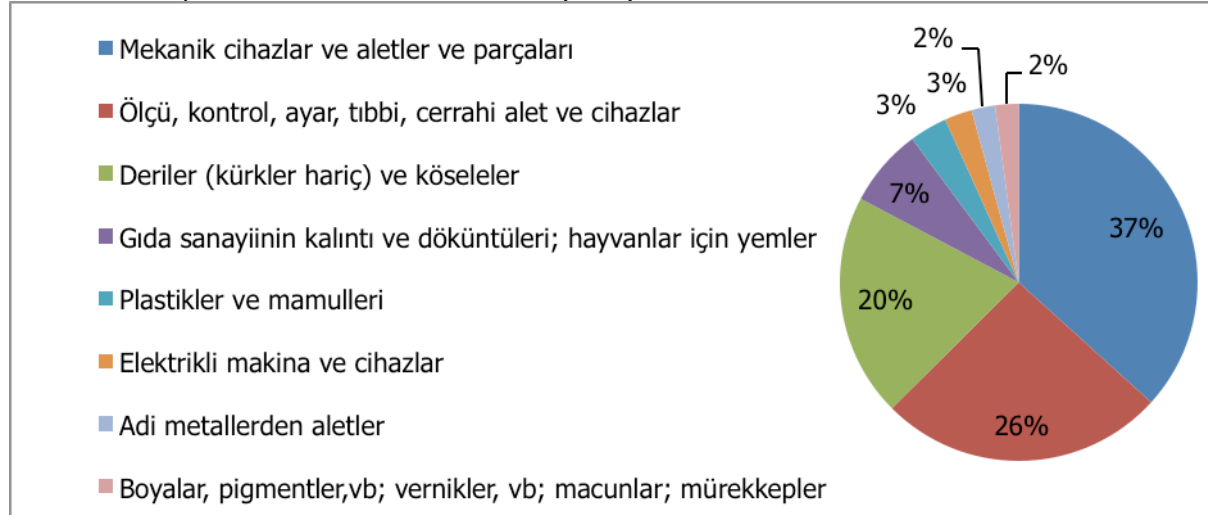 Mekanik cihazlar ve aletler ve parçaları
Ölçü, kontrol, ayar, tıbbi, cerrahi alet ve cihazlar
Deriler (kürkler hariç) ve köseleler
Gıda sanayiinin kalıntı ve döküntüleri; hayvanlar için yemler
Plastikler ve mamulleri
Elektrikli makina ve cihazlar
Adi metallerden aletler
Boyalar, pigmentler,vb; vernikler, vb; macunlar; mürekkepler
37%
26%
20%
7%
3%
3%
2%
2%